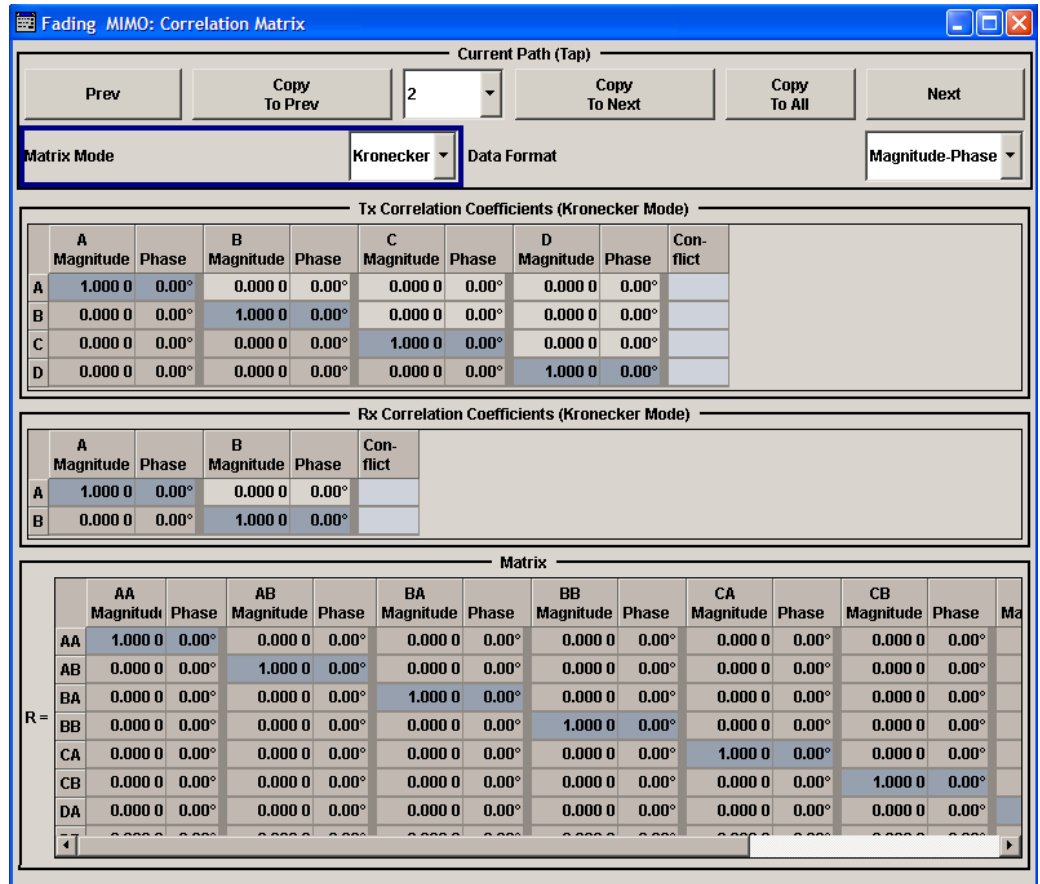 Fading MIMO: Correlation Matrix
Current Path (Tap)
Prev
Copy To Prev
2
Copy To Next
Copy To All
Next
Matrix Mode Kronecker Data Format Magnitude-Phase
Tx Correlation Coefficients (Kronecker Mode)
A B C D Con-
Magnitude Phase Magnitude Phase Magnitude Phase Magnitude Phase flict
A 1.000 0 0.00° 0.000 0 0.00° 0.000 0 0.00° 0.000 0 0.00°
B 0.000 0 0.00° 1.000 0 0.00° 0.000 0 0.00° 0.000 0 0.00°
C 0.000 0 0.00° 0.000 0 0.00° 1.000 0 0.00° 0.000 0 0.00°
D 0.000 0 0.00° 0.000 0 0.00° 0.000 0 0.00° 1.000 0 0.00°
Rx Correlation Coefficients (Kronecker Mode)
A B Con-
Magnitude Phase Magnitude Phase flict
A 1.000 0 0.00° 0.000 0 0.00°
B 0.000 0 0.00° 1.000 0 0.00°
Matrix
AA AB BA BB CA CB
Magnitud Phase Magnitude Phase Magnitude Phase Magnitude Phase Magnitude Phase Magnitude Phase Ma
R =
AA 1.000 0 0.00° 0.000 0 0.00° 0.000 0 0.00° 0.000 0 0.00° 0.000 0 0.00° 0.000 0 0.00°
AB 0.000 0 0.00° 1.000 0 0.00° 0.000 0 0.00° 0.000 0 0.00° 0.000 0 0.00° 0.000 0 0.00°
BA 0.000 0 0.00° 0.000 0 0.00° 1.000 0 0.00° 0.000 0 0.00° 0.000 0 0.00° 0.000 0 0.00°
BB 0.000 0 0.00° 0.000 0 0.00° 0.000 0 0.00° 1.000 0 0.00° 0.000 0 0.00° 0.000 0 0.00°
CA 0.000 0 0.00° 0.000 0 0.00° 0.000 0 0.00° 0.000 0 0.00° 1.000 0 0.00° 0.000 0 0.00°
CB 0.000 0 0.00° 0.000 0 0.00° 0.000 0 0.00° 0.000 0 0.00° 0.000 0 0.00° 1.000 0 0.00°
DA 0.000 0 0.00° 0.000 0 0.00° 0.000 0 0.00° 0.000 0 0.00° 0.000 0 0.00° 0.000 0 0.00°